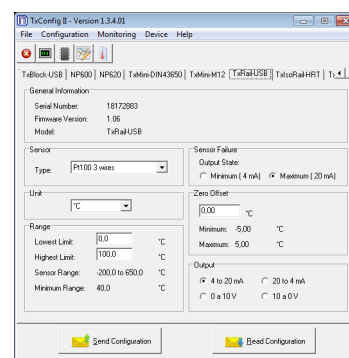 TxConfig II - Version 1.3.4.01
File Configuration Monitoring Device Help
TxBlock-USB NP600 NP620 TxMini-DIN43650 TxMini-M12 TxRail-USB TxIsoRail-HRT
General Information
Serial Number: 18172883
Firmware Version: 1.06
Model: TxRail-USB
Sensor
Type: Pt100 3 wires
Sensor Failure
Output State:
Minimum ( 4 mA) Maximum ( 20 mA)
Unit
°C
Zero Offset
0,00 °C
Minimum: -5,00 °C
Maximum: 5,00 °C
Range
Lowest Limit: 0,0 °C
Highest Limit: 100,0 °C
Sensor Range: -200,0 to 650,0 °C
Minimum Range: 40,0 °C
Output
4 to 20 mA 20 to 4 mA
0 a 10 V 10 a 0 V
Send Configuration Read Configuration